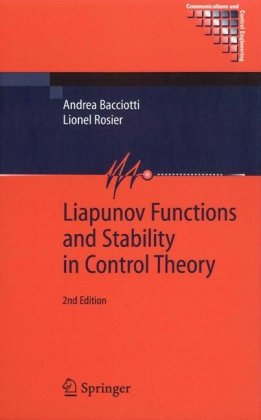 Communications and
Control Engineering
Andrea Bacciotti
Lionel Rosier
Liapunov Functions
and Stability
in Control Theory
2nd Edition
Springer